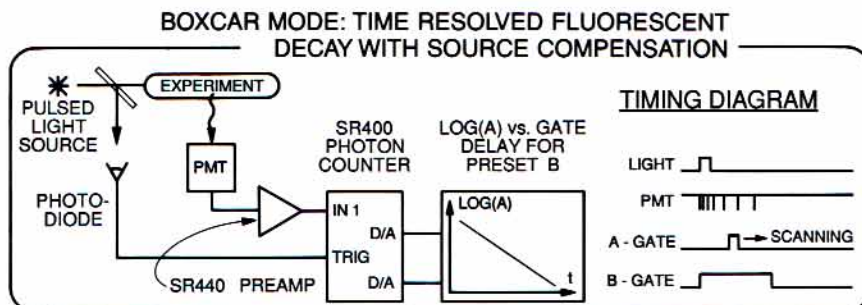 BOXCAR MODE: TIME RESOLVED FLUORESCENT
DECAY WITH SOURCE COMPENSATION
PULSED
LIGHT
SOURCE
EXPERIMENT
PHOTO-
DIODE
PMT
SR440 PREAMP
SR400
PHOTON
COUNTER
IN 1
D/A
TRIG
D/A
LOG(A) vs. GATE
DELAY FOR
PRESET B
LOG(A)
t
TIMING DIAGRAM
LIGHT
PMT
A - GATE
SCANNING
B - GATE